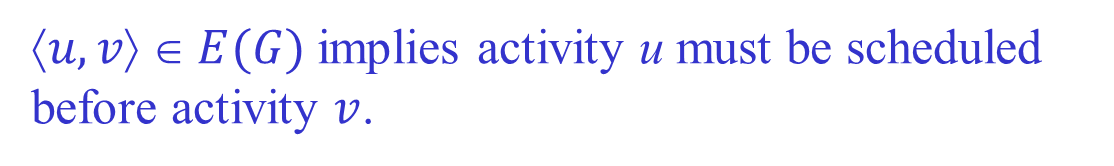 ⟨u, v⟩ ∈ E(G) implies activity u must be scheduled
before activity v.